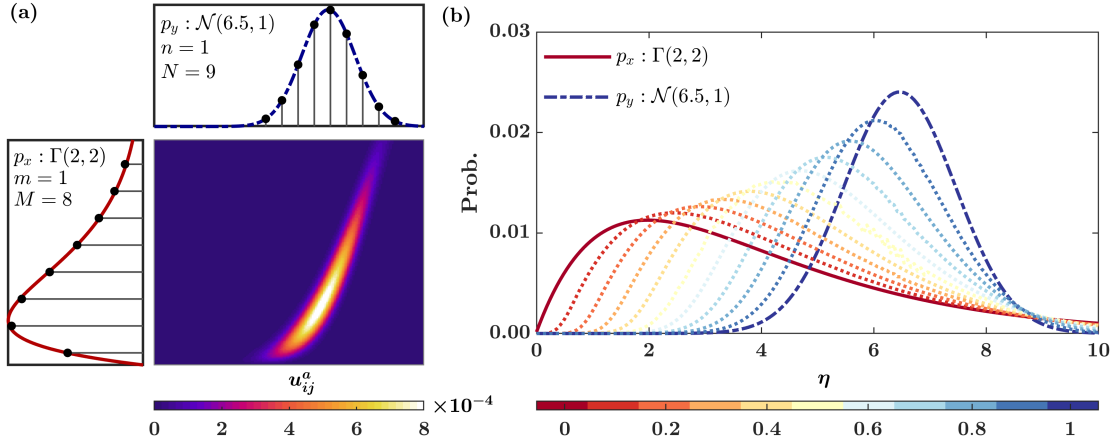 (a)
p_y : 𝒩(6.5, 1)
n = 1
N = 9
p_x : Γ(2, 2)
m = 1
M = 8
u^a_{ij}
×10^{-4}
0 2 4 6 8
(b)
p_x : Γ(2, 2)
p_y : 𝒩(6.5, 1)
Prob.
0.03
0.02
0.01
0.00
0 2 4 6 8 10
η
0 0.2 0.4 0.6 0.8 1